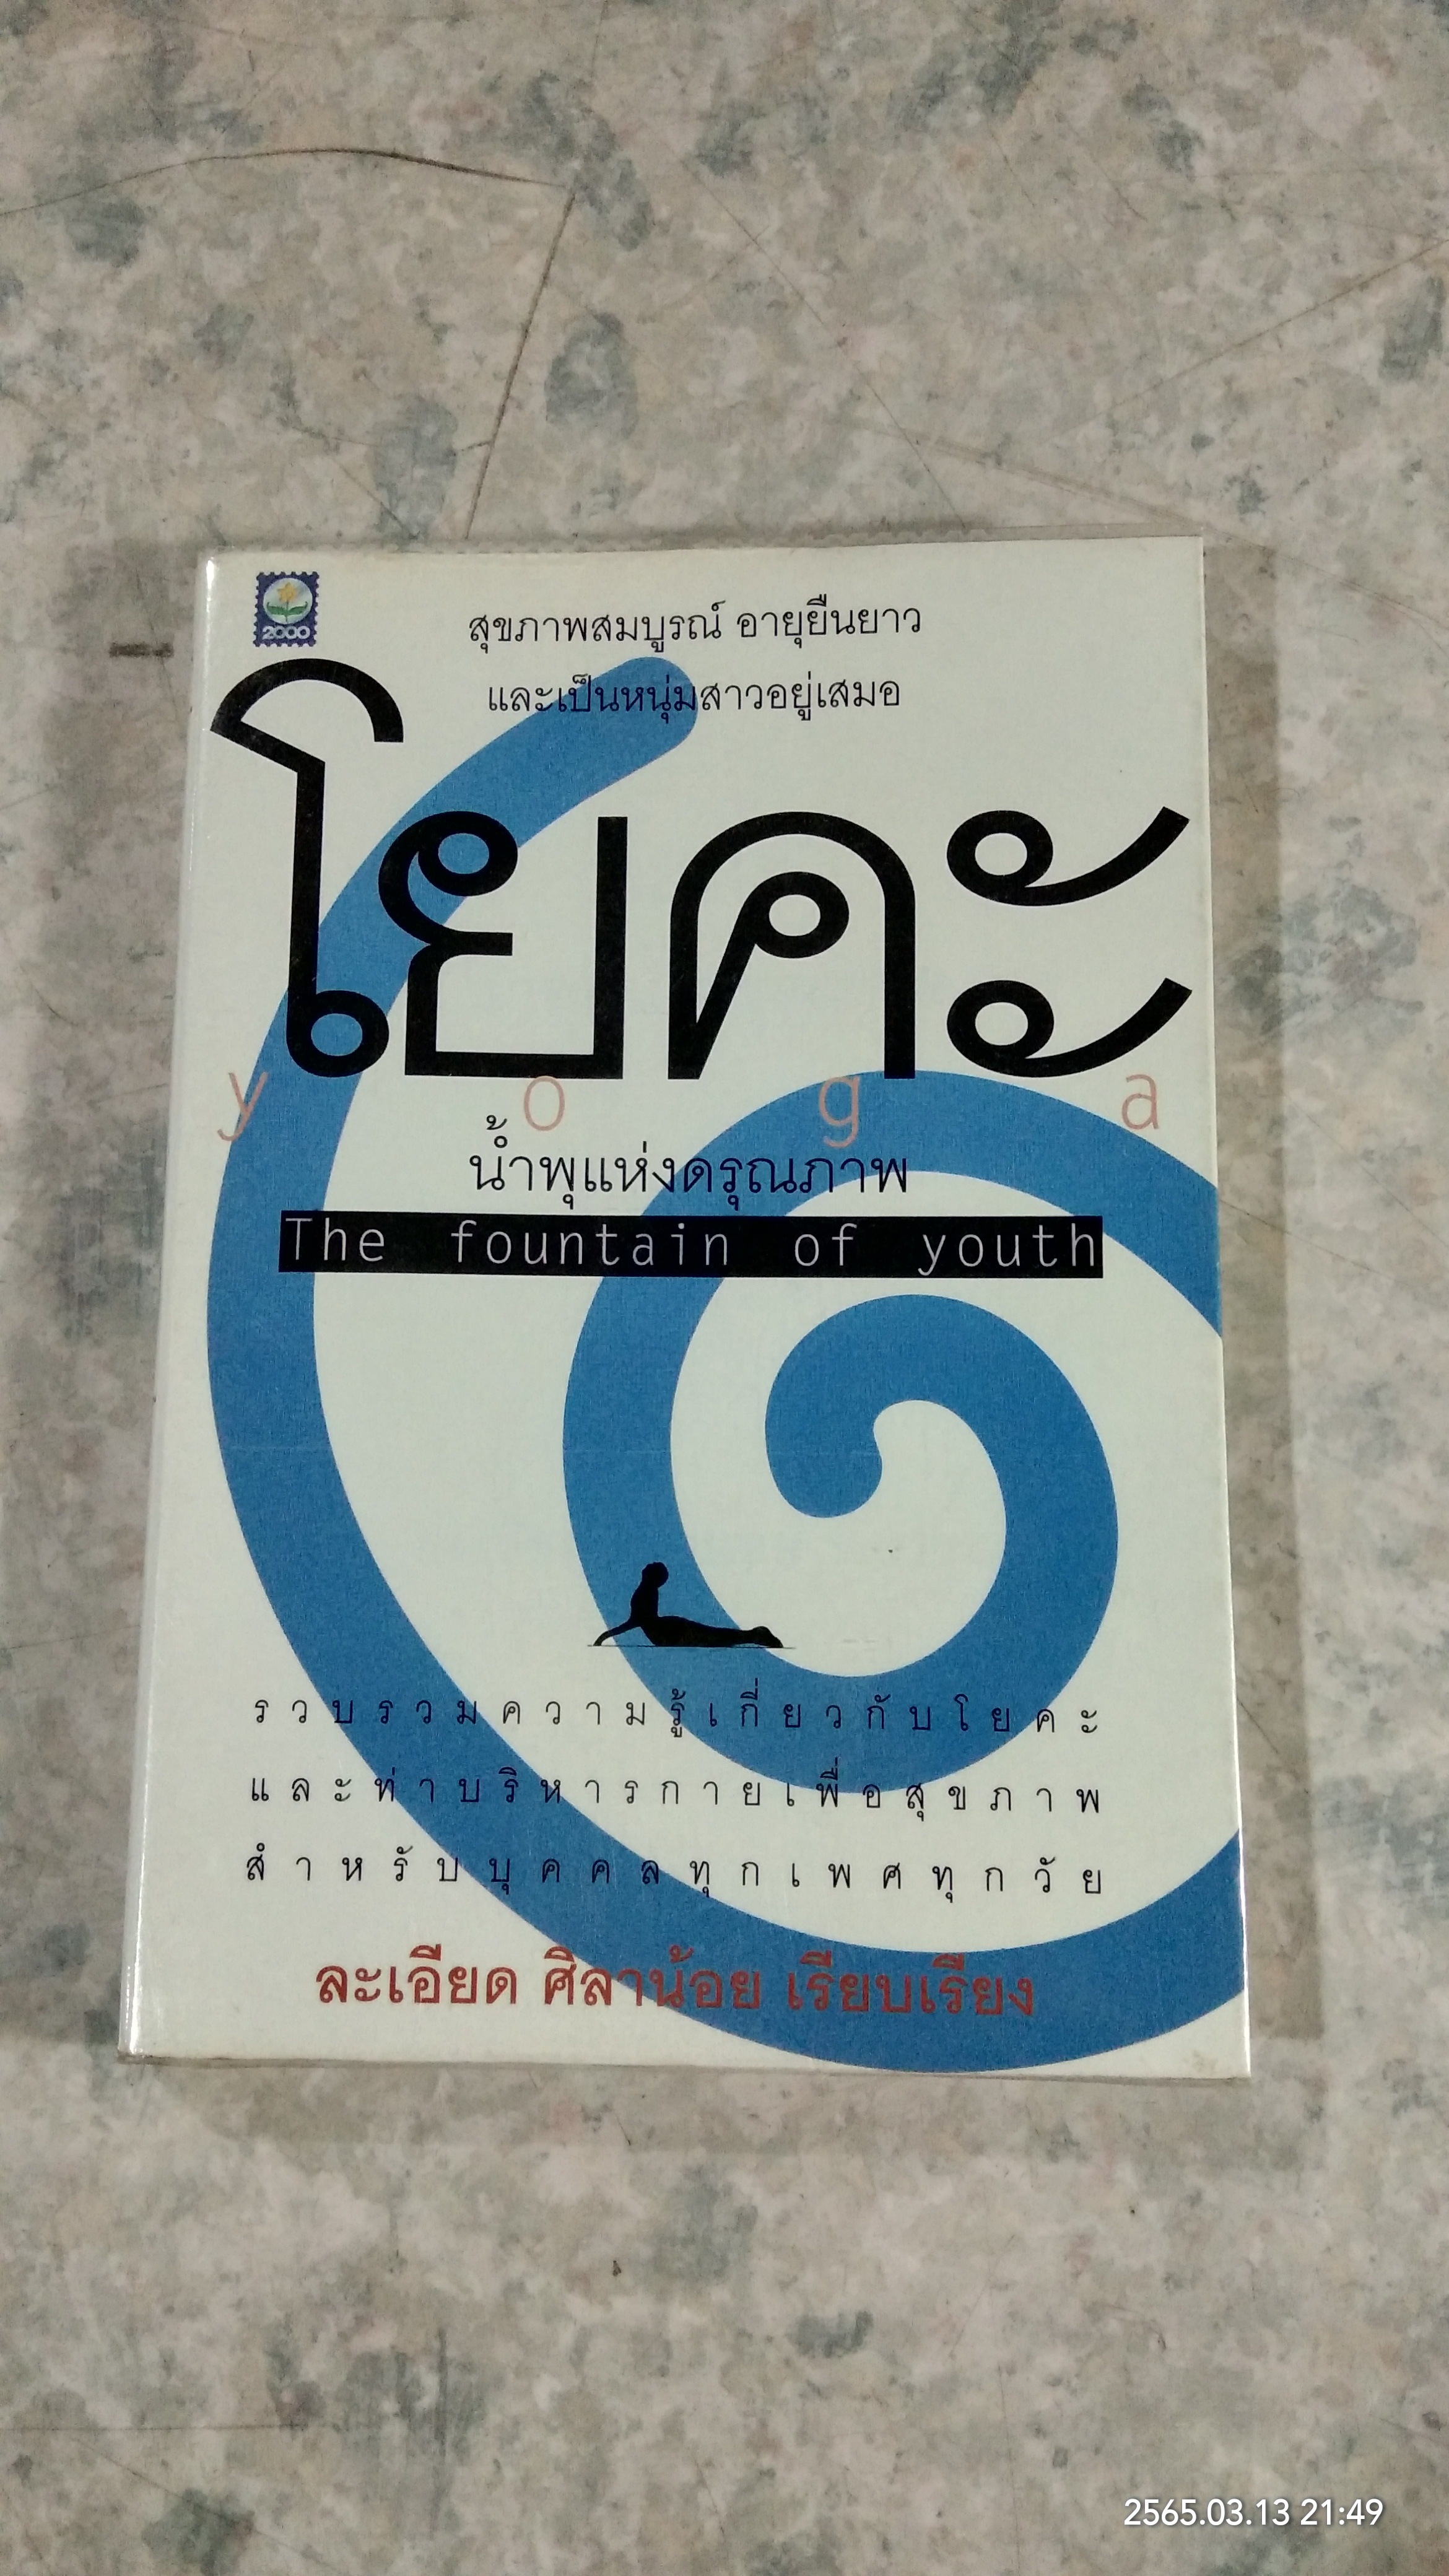 2000
สุขภาพสมบูรณ์ อายุยืนยาว
และเป็นหนุ่มสาวอยู่เสมอ
โยคะ
yoga
น้ำพุแห่งดรุณภาพ
The fountain of youth
รวบรวมความรู้เกี่ยวกับโยคะ
และท่าบริหารกายเพื่อสุขภาพ
สำหรับบุคคลทุกเพศทุกวัย
ละเอียด ศิลาน้อย เรียบเรียง
2565.03.13 21:49